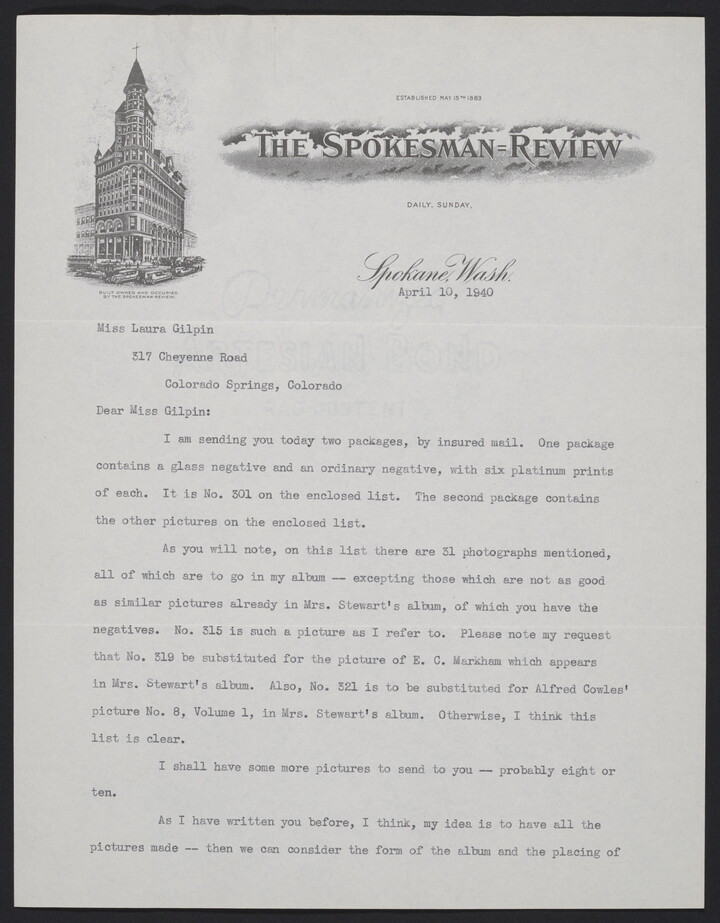 ESTABLISHED MAY 15TH 1883
THE SPOKESMAN=REVIEW
DAILY, SUNDAY,
BUILT OWNED AND OCCUPIED
BY THE SPOKESMAN-REVIEW.
Spokane, Wash.
April 10, 1940
Miss Laura Gilpin
317 Cheyenne Road
Colorado Springs, Colorado
Dear Miss Gilpin:
I am sending you today two packages, by insured mail. One package
contains a glass negative and an ordinary negative, with six platinum prints
of each. It is No. 301 on the enclosed list. The second package contains
the other pictures on the enclosed list.
As you will note, on this list there are 31 photographs mentioned,
all of which are to go in my album -- excepting those which are not as good
as similar pictures already in Mrs. Stewart's album, of which you have the
negatives. No. 315 is such a picture as I refer to. Please note my request
that No. 319 be substituted for the picture of E. C. Markham which appears
in Mrs. Stewart's album. Also, No. 321 is to be substituted for Alfred Cowles'
picture No. 8, Volume 1, in Mrs. Stewart's album. Otherwise, I think this
list is clear.
I shall have some more pictures to send to you -- probably eight or
ten.
As I have written you before, I think, my idea is to have all the
pictures made -- then we can consider the form of the album and the placing of